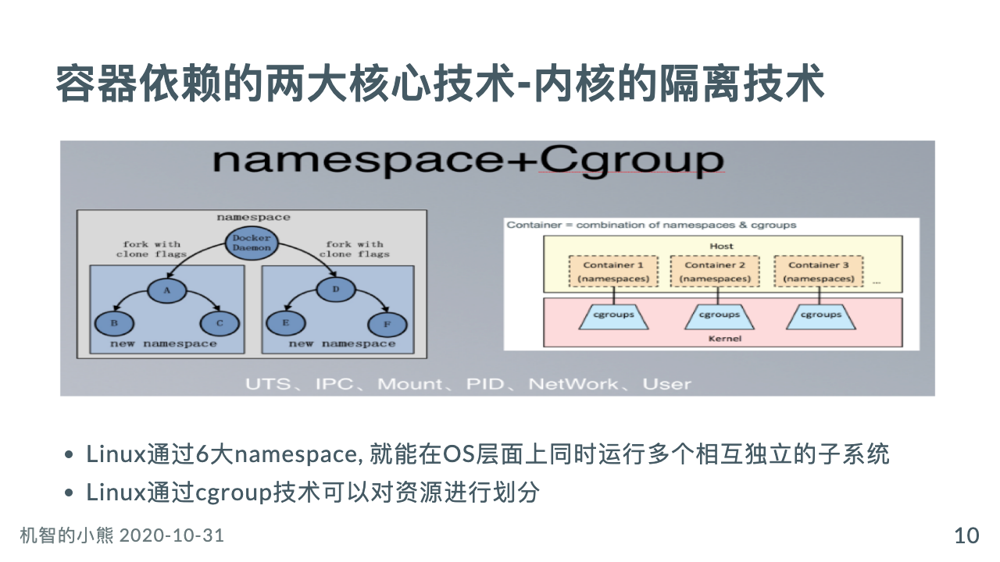 容器依赖的两大核心技术-内核的隔离技术
namespace+Cgroup
namespace
Docker
Daemon
fork with
clone flags
fork with
clone flags
A
B
C
new namespace
D
E
F
new namespace
Container = combination of namespaces & cgroups
Host
Container 1
(namespaces)
Container 2
(namespaces)
Container 3
(namespaces)
...
cgroups
cgroups
cgroups
Kernel
UTS、IPC、Mount、PID、NetWork、User
• Linux通过6大namespace, 就能在OS层面上同时运行多个相互独立的子系统
• Linux通过cgroup技术可以对资源进行划分
机智的小熊 2020-10-31
10